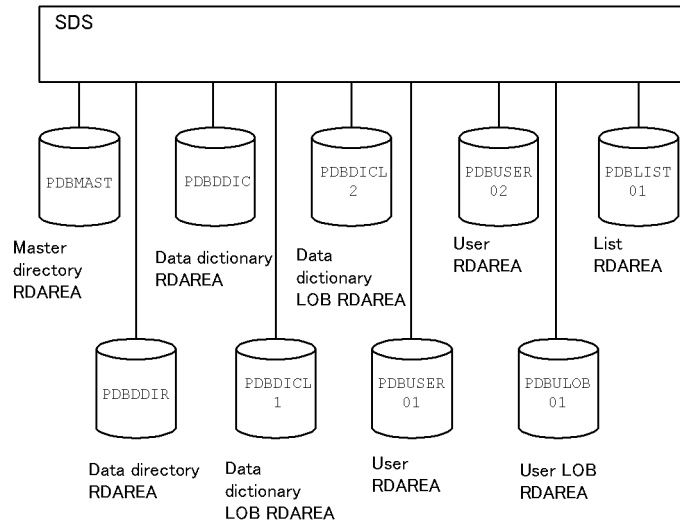 SDS
PDBMAST
Master
directory
RDAREA
PDBDDIC
Data dictionary
RDAREA
PDBDICL
2
Data
dictionary
LOB RDAREA
PDBUSER
02
User
RDAREA
PDBLIST
01
List
RDAREA
PDBDDIR
Data directory
RDAREA
PDBDICL
1
Data
dictionary
LOB RDAREA
PDBUSER
01
User
RDAREA
PDBULOB
01
User LOB
RDAREA